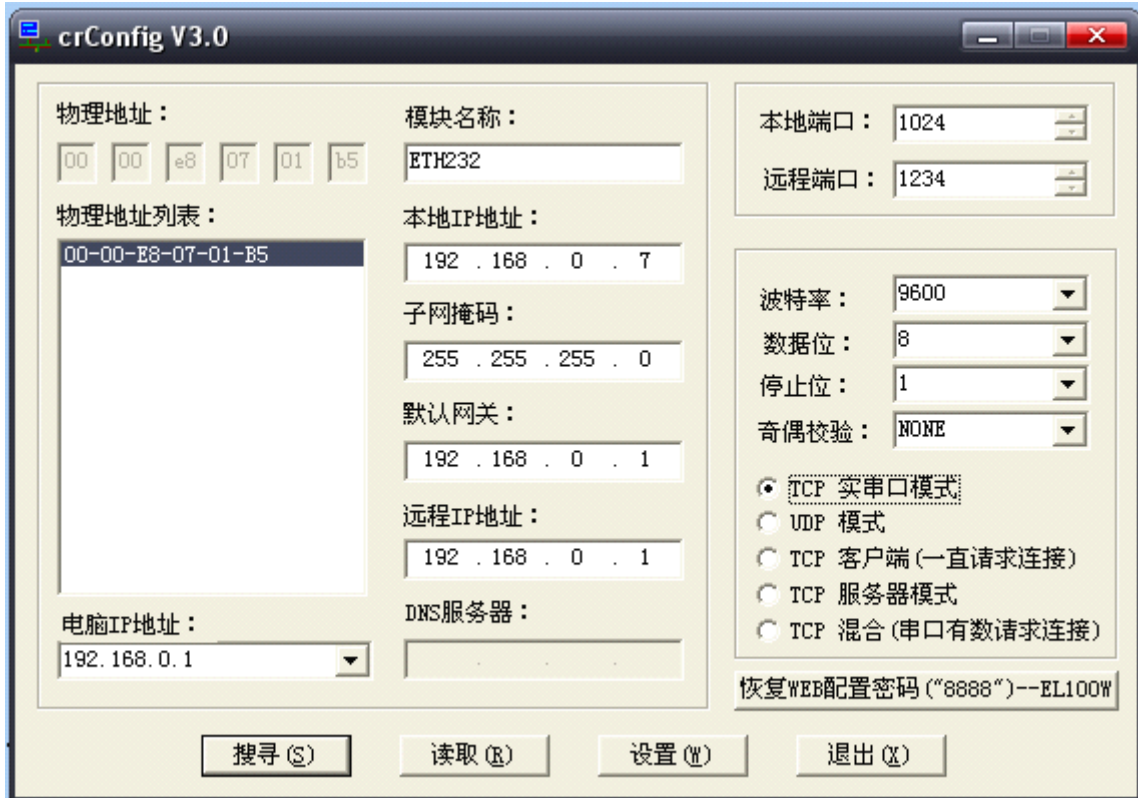 crConfig V3.0
物理地址：
00 00 e8 07 01 b5
物理地址列表：
00-00-E8-07-01-B5
电脑IP地址：
192.168.0.1
模块名称：
ETH232
本地IP地址：
192 . 168 . 0 . 7
子网掩码：
255 . 255 . 255 . 0
默认网关：
192 . 168 . 0 . 1
远程IP地址：
192 . 168 . 0 . 1
DNS服务器：
. . .
本地端口： 1024
远程端口： 1234
波特率： 9600
数据位： 8
停止位： 1
奇偶校验： NONE
TCP 实串口模式
UDP 模式
TCP 客户端(一直请求连接)
TCP 服务器模式
TCP 混合(串口有数请求连接)
恢复WEB配置密码("8888")--EL100W
搜寻(S) 读取(R) 设置(W) 退出(X)